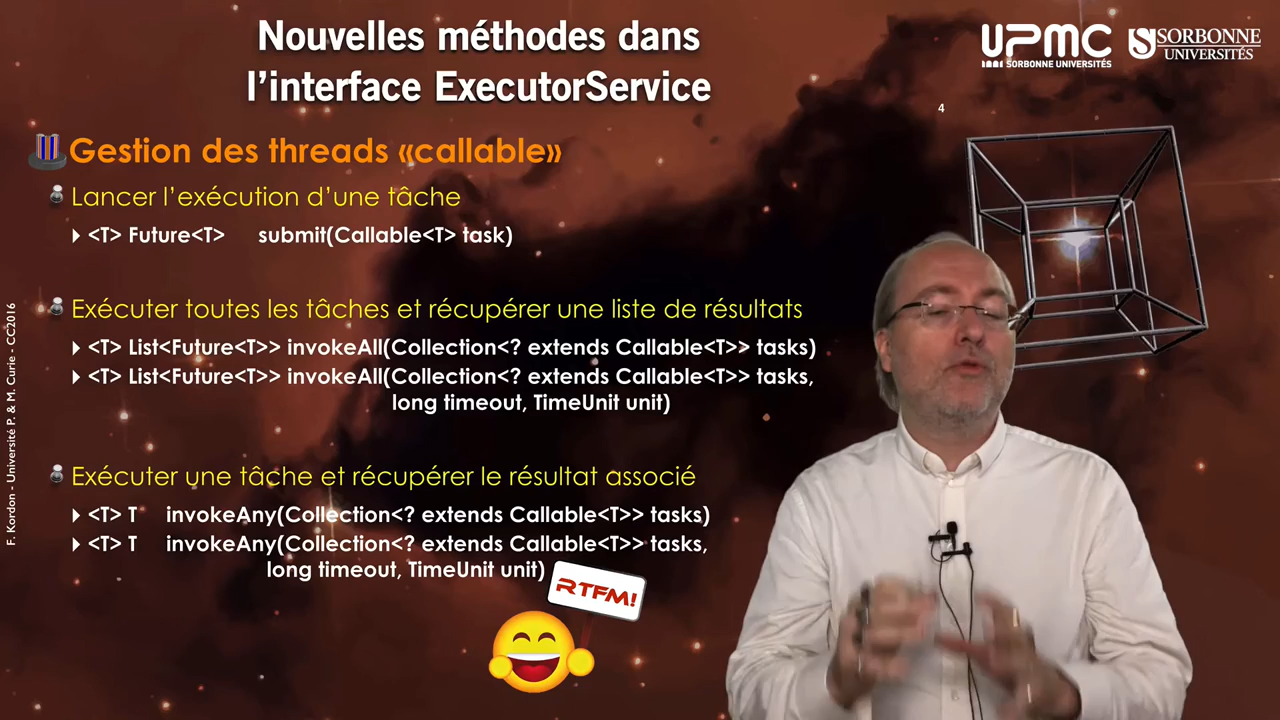 Nouvelles méthodes dans
l'interface ExecutorService
UPMC
SORBONNE UNIVERSITÉS
SORBONNE
UNIVERSITÉS
4
Gestion des threads «callable»
Lancer l'exécution d'une tâche
<T> Future<T> submit(Callable<T> task)
Exécuter toutes les tâches et récupérer une liste de résultats
<T> List<Future<T>> invokeAll(Collection<? extends Callable<T>> tasks)
<T> List<Future<T>> invokeAll(Collection<? extends Callable<T>> tasks,
long timeout, TimeUnit unit)
Exécuter une tâche et récupérer le résultat associé
<T> T invokeAny(Collection<? extends Callable<T>> tasks)
<T> T invokeAny(Collection<? extends Callable<T>> tasks,
long timeout, TimeUnit unit)
RTFM!
F. Kordon - Université P. & M. Curie - CC2016